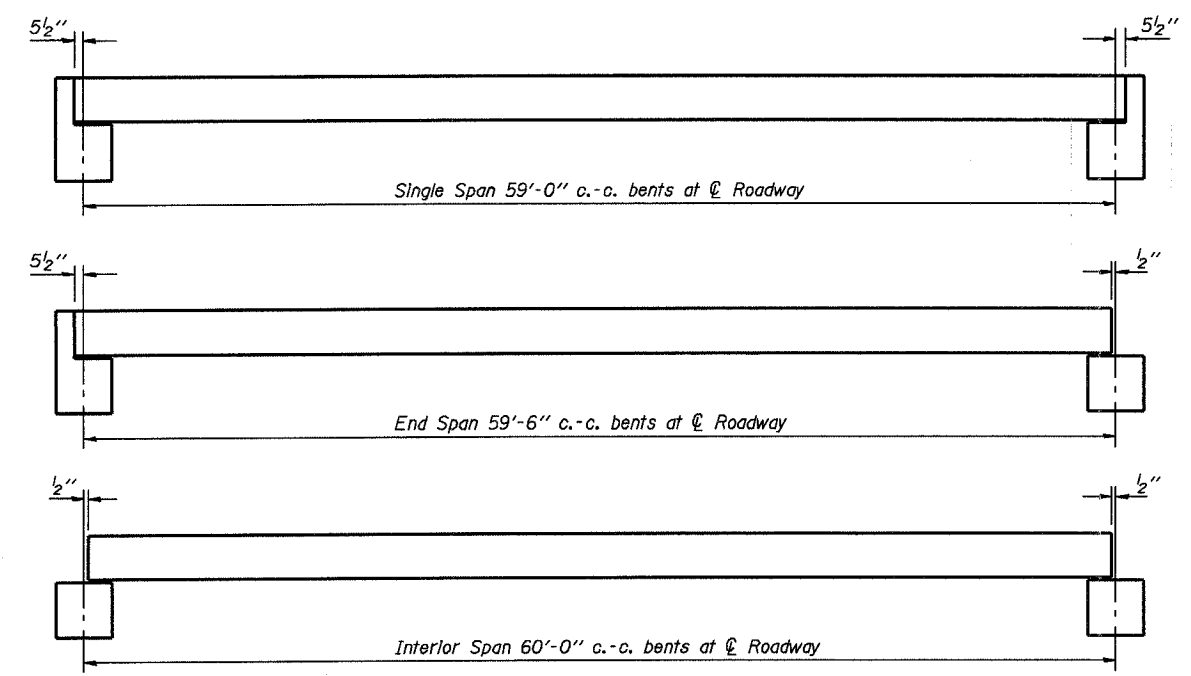 5½" 5½"
Single Span 59'-0" c.-c. bents at ℄ Roadway
5½" ½"
End Span 59'-6" c.-c. bents at ℄ Roadway
½" ½"
Interior Span 60'-0" c.-c. bents at ℄ Roadway